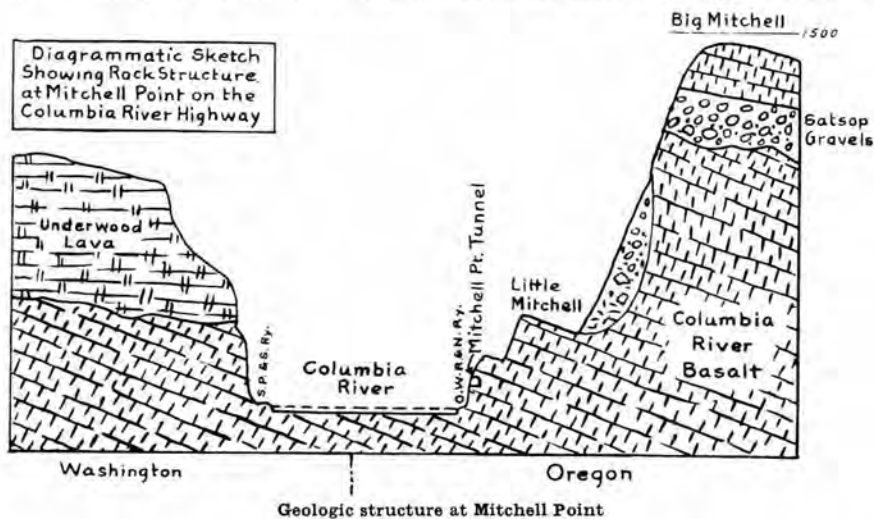 Big Mitchell
1500
Diagrammatic Sketch
Showing Rock Structure
at Mitchell Point on the
Columbia River Highway
Satsop
Gravels
Underwood
Lava
Mitchell Pt. Tunnel
Little
Mitchell
S.P.&S. Ry.
O.W.R.&N. Ry.
Columbia
River
Columbia
River
Basalt
Washington
Oregon
Geologic structure at Mitchell Point